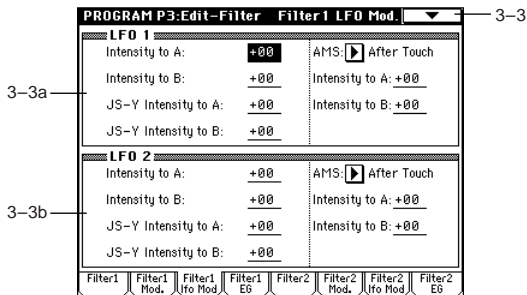 PROGRAM P3:Edit-Filter Filter1 LFO Mod.
3–3
LFO 1
Intensity to A: +00 AMS: After Touch
Intensity to B: +00 Intensity to A: +00
3–3a
JS-Y Intensity to A: +00 Intensity to B: +00
JS-Y Intensity to B: +00
LFO 2
Intensity to A: +00 AMS: After Touch
Intensity to B: +00 Intensity to A: +00
3–3b
JS-Y Intensity to A: +00 Intensity to B: +00
JS-Y Intensity to B: +00
Filter1 Filter1 Mod. Filter1 lfo Mod Filter1 EG Filter2 Filter2 Mod. Filter2 lfo Mod Filter2 EG